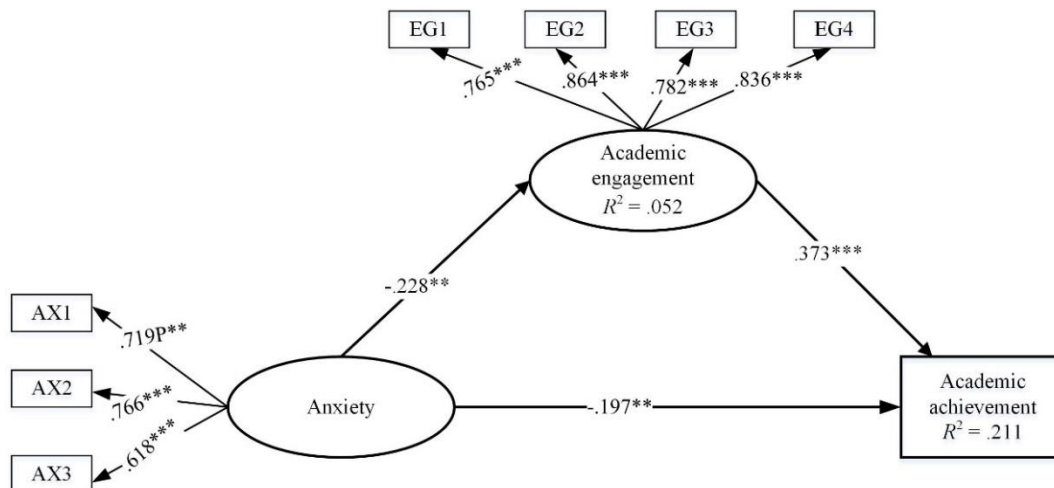 EG1
EG2
EG3
EG4
.765***
.864***
.782***
.836***
Academic
engagement
R² = .052
-.228**
.373***
AX1
.719P**
AX2
.766***
AX3
.618***
Anxiety
-.197**
Academic
achievement
R² = .211